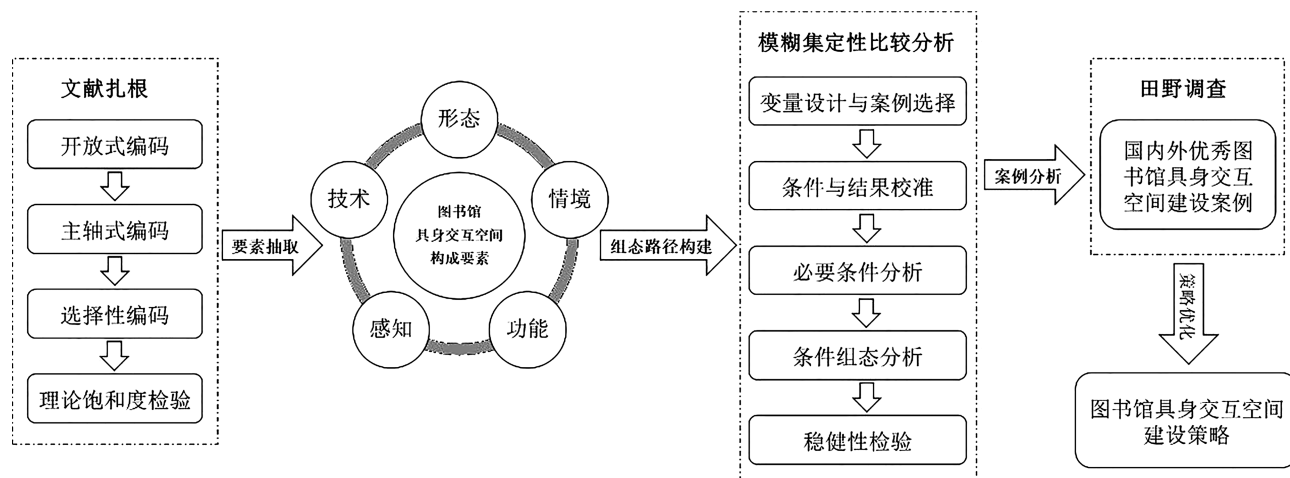 文献扎根
开放式编码
主轴式编码
选择性编码
理论饱和度检验
要素抽取
形态
技术
情境
图书馆
具身交互空间
构成要素
感知
功能
组态路径构建
模糊集定性比较分析
变量设计与案例选择
条件与结果校准
必要条件分析
条件组态分析
稳健性检验
案例分析
田野调查
国内外优秀图
书馆具身交互
空间建设案例
策略优化
图书馆具身交互空间
建设策略